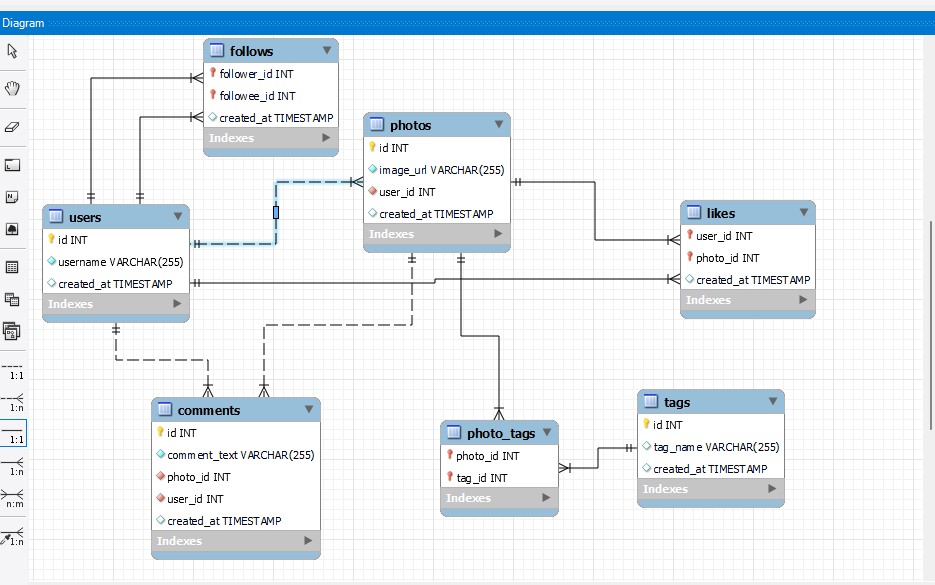 Diagram
follows
follower_id INT
followee_id INT
created_at TIMESTAMP
Indexes
photos
id INT
image_url VARCHAR(255)
user_id INT
created_at TIMESTAMP
Indexes
users
id INT
username VARCHAR(255)
created_at TIMESTAMP
Indexes
likes
user_id INT
photo_id INT
created_at TIMESTAMP
Indexes
comments
id INT
comment_text VARCHAR(255)
photo_id INT
user_id INT
created_at TIMESTAMP
Indexes
photo_tags
photo_id INT
tag_id INT
Indexes
tags
id INT
tag_name VARCHAR(255)
created_at TIMESTAMP
Indexes
1:1
1:n
1:1
1:n
n:m
1:n